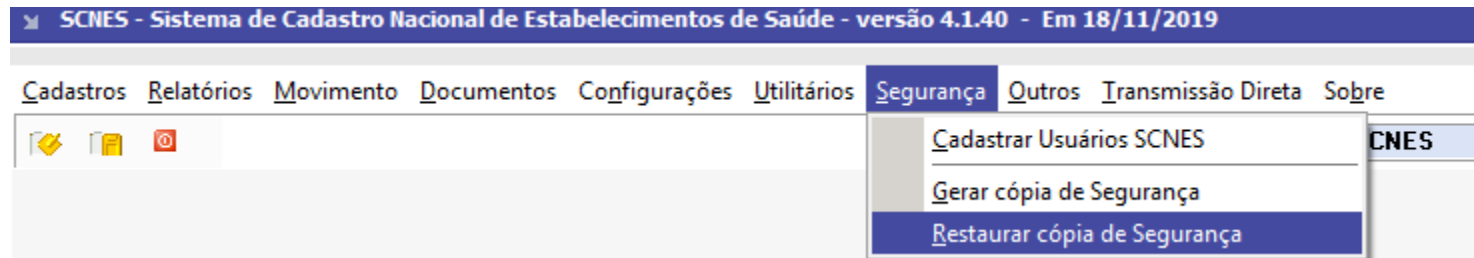 SCNES - Sistema de Cadastro Nacional de Estabelecimentos de Saúde - versão 4.1.40 - Em 18/11/2019
Cadastros Relatórios Movimento Documentos Configurações Utilitários Segurança Outros Transmissão Direta Sobre
Cadastrar Usuários SCNES
CNES
Gerar cópia de Segurança
Restaurar cópia de Segurança